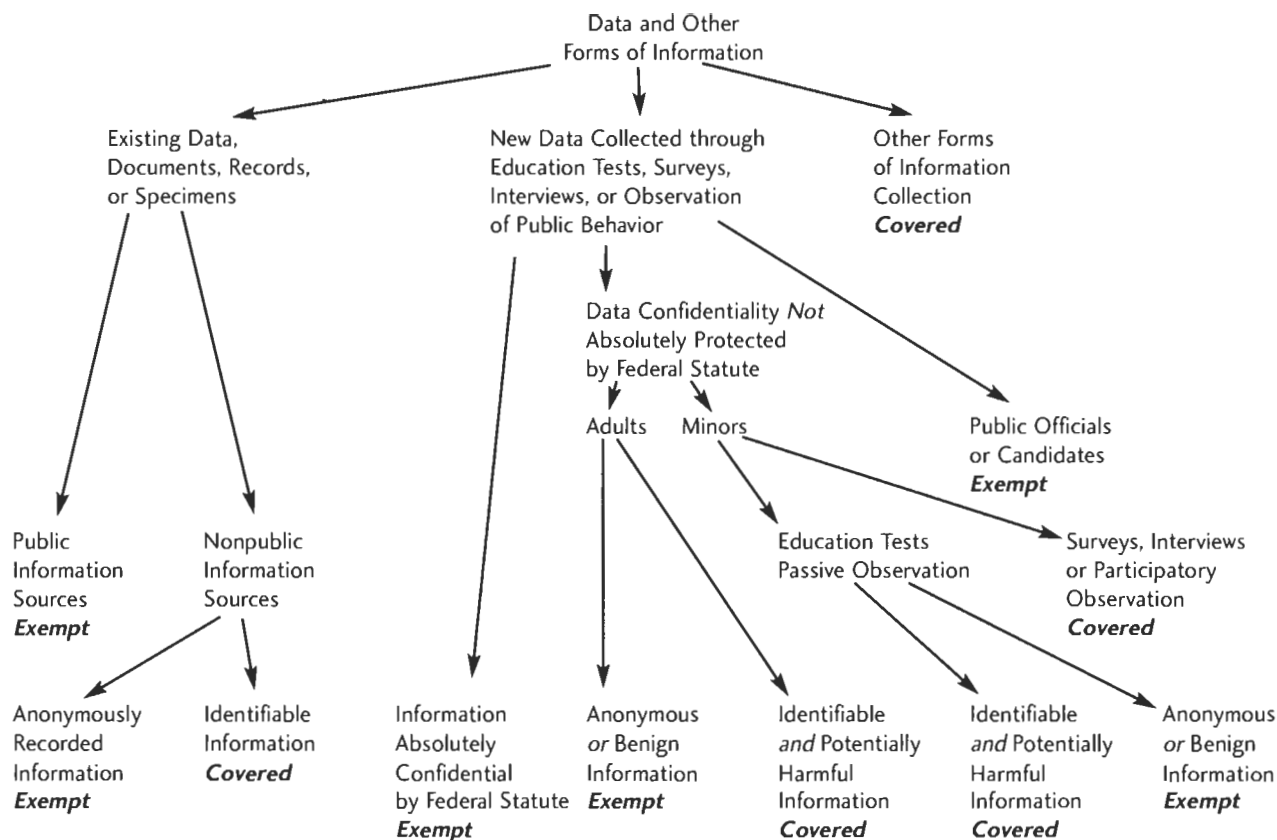 Data and Other
Forms of Information
Existing Data,
Documents, Records,
or Specimens
New Data Collected through
Education Tests, Surveys,
Interviews, or Observation
of Public Behavior
Other Forms
of Information
Collection
Covered
Data Confidentiality Not
Absolutely Protected
by Federal Statute
Adults
Minors
Public Officials
or Candidates
Exempt
Public
Information
Sources
Exempt
Nonpublic
Information
Sources
Education Tests
Passive Observation
Surveys, Interviews
or Participatory
Observation
Covered
Anonymously
Recorded
Information
Exempt
Identifiable
Information
Covered
Information
Absolutely
Confidential
by Federal Statute
Exempt
Anonymous
or Benign
Information
Exempt
Identifiable
and Potentially
Harmful
Information
Covered
Identifiable
and Potentially
Harmful
Information
Covered
Anonymous
or Benign
Information
Exempt